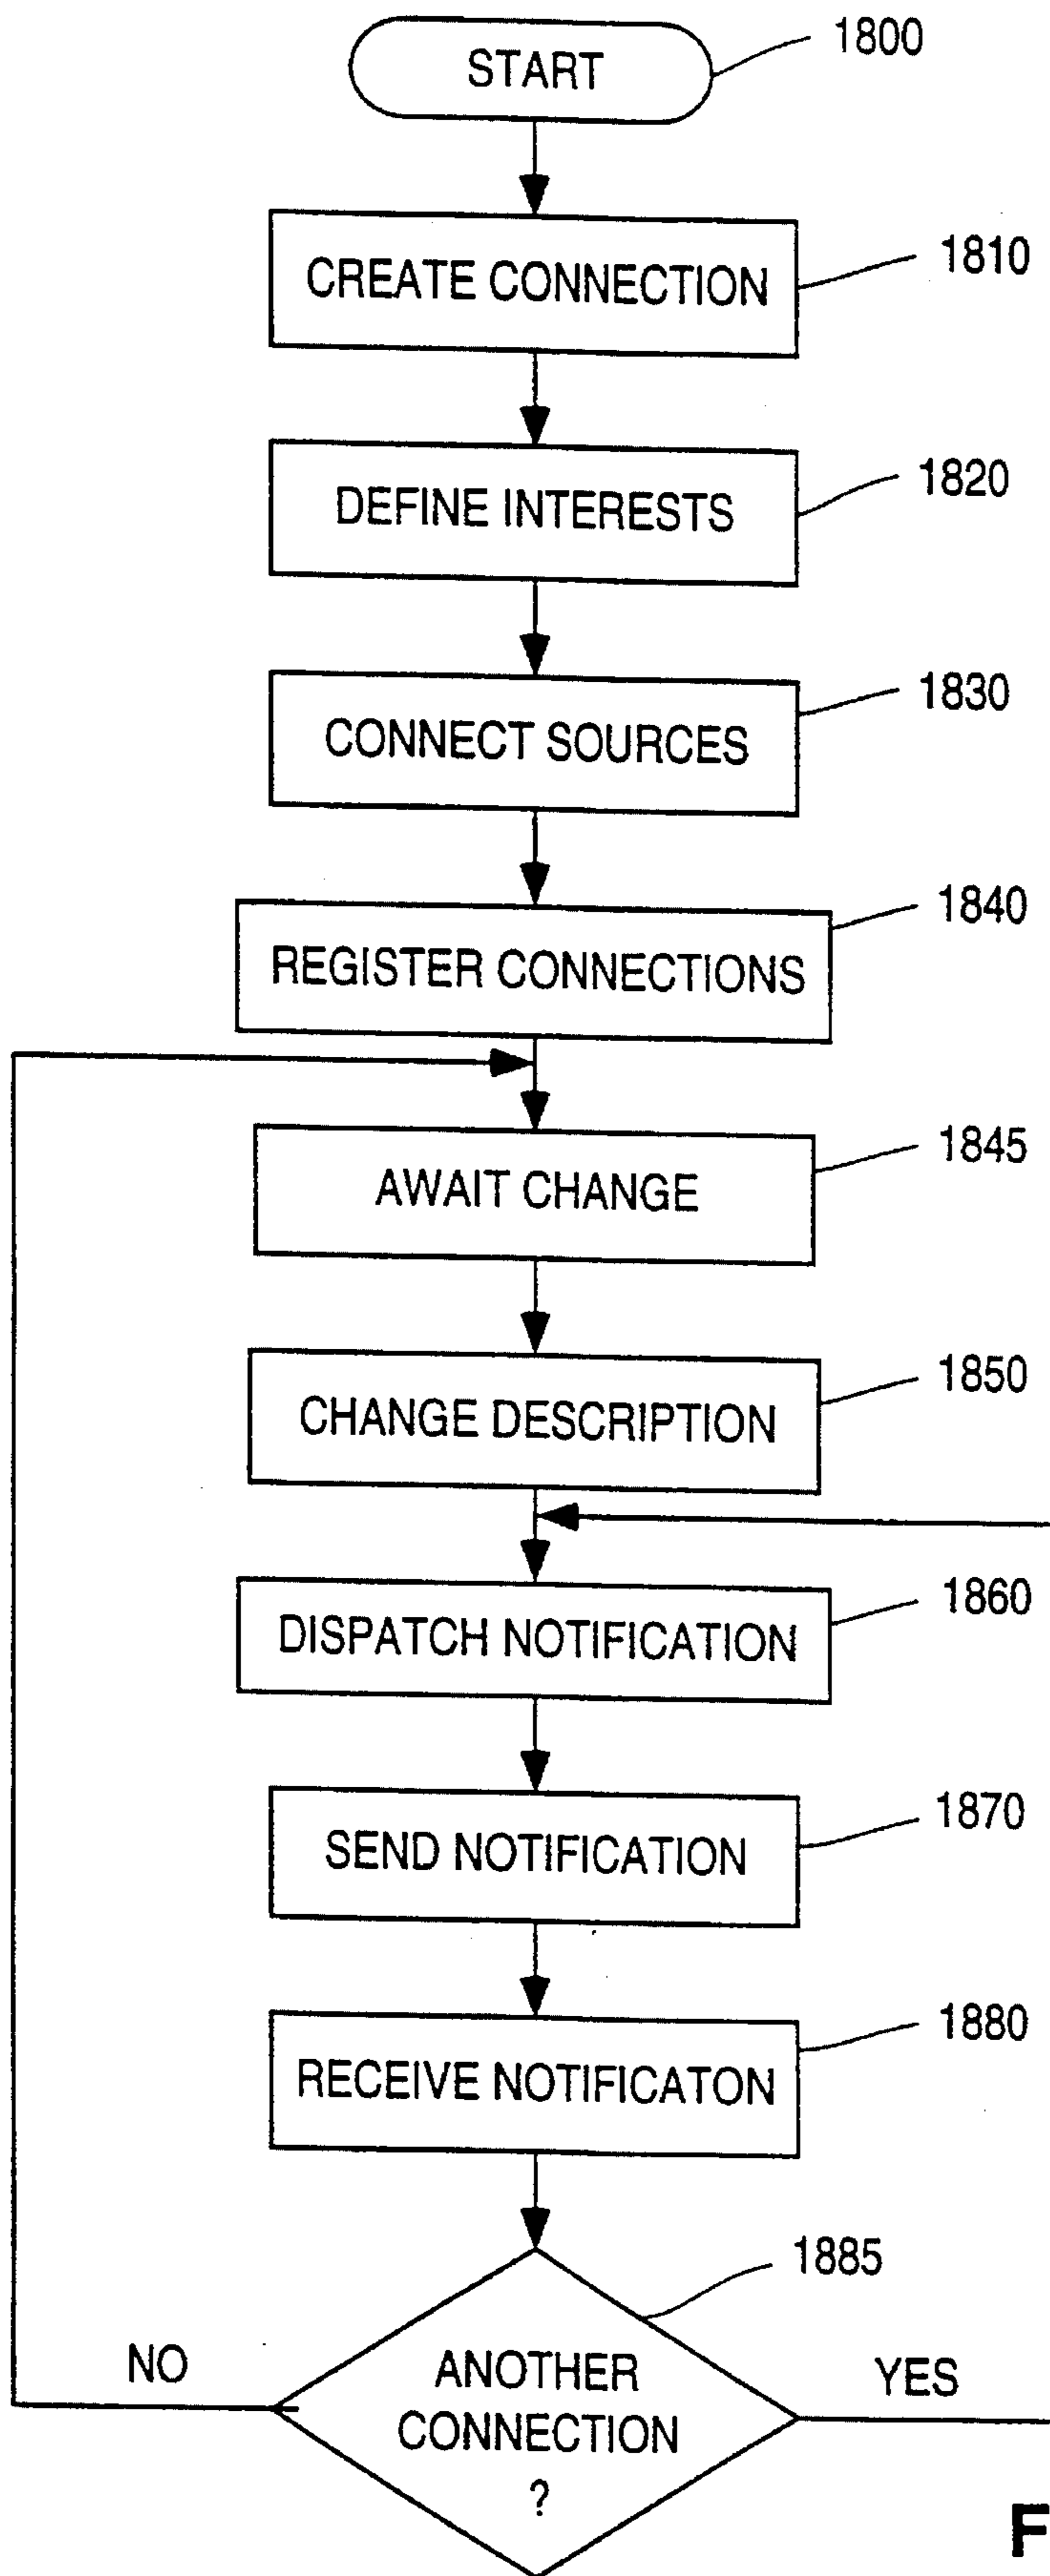 START
1800
CREATE CONNECTION
1810
DEFINE INTERESTS
1820
CONNECT SOURCES
1830
REGISTER CONNECTIONS
1840
AWAIT CHANGE
1845
CHANGE DESCRIPTION
1850
DISPATCH NOTIFICATION
1860
SEND NOTIFICATION
1870
RECEIVE NOTIFICATON
1880
1885
NO
ANOTHER
CONNECTION
?
YES
F